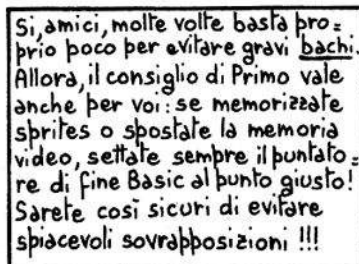 Si, amici, molte volte basta pro=
prio poco per evitare gravi bachi.
Allora, il consiglio di Primo vale
anche per voi: se memorizzate
sprites o spostate la memoria
video, settate sempre il puntato=
re di fine Basic al punto giusto!
Sarete così sicuri di evitare
spiacevoli sovrapposizioni !!!